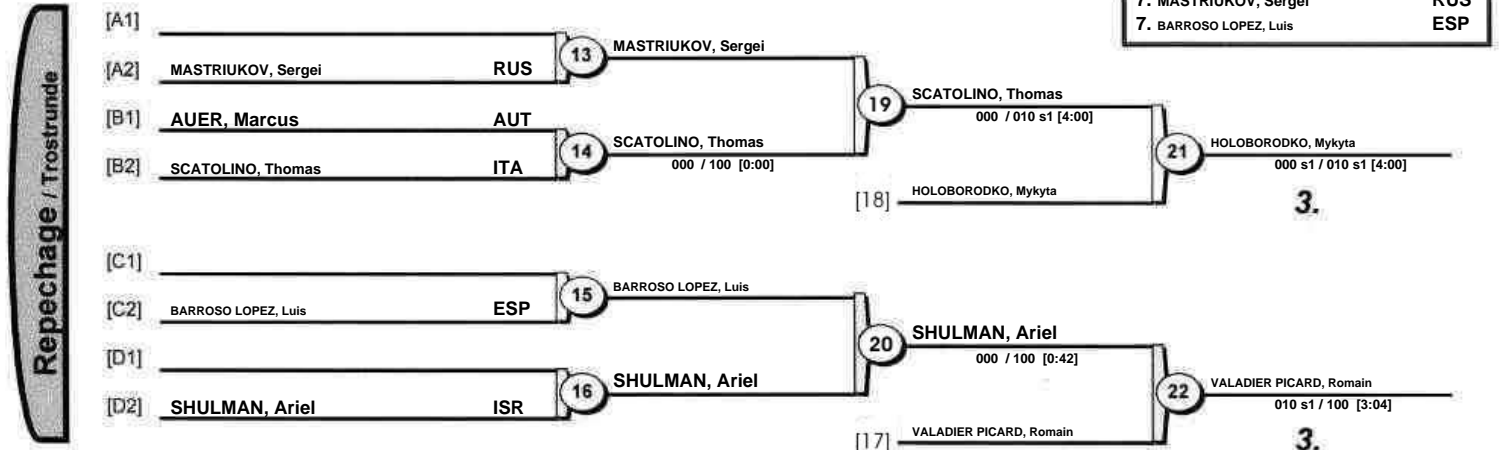 7. MASTRIUKOV, Sergei RUS
7. BARROSO LOPEZ, Luis ESP
Repechage / Trostrunde
[A1]
13 MASTRIUKOV, Sergei
[A2] MASTRIUKOV, Sergei RUS
19 SCATOLINO, Thomas
000 / 010 s1 [4:00]
[B1] AUER, Marcus AUT
14 SCATOLINO, Thomas
000 / 100 [0:00]
[B2] SCATOLINO, Thomas ITA
21 HOLOBORODKO, Mykyta
000 s1 / 010 s1 [4:00]
[18] HOLOBORODKO, Mykyta
3.
[C1]
15 BARROSO LOPEZ, Luis
[C2] BARROSO LOPEZ, Luis ESP
20 SHULMAN, Ariel
000 / 100 [0:42]
[D1]
16 SHULMAN, Ariel
[D2] SHULMAN, Ariel ISR
22 VALADIER PICARD, Romain
010 s1 / 100 [3:04]
[17] VALADIER PICARD, Romain
3.